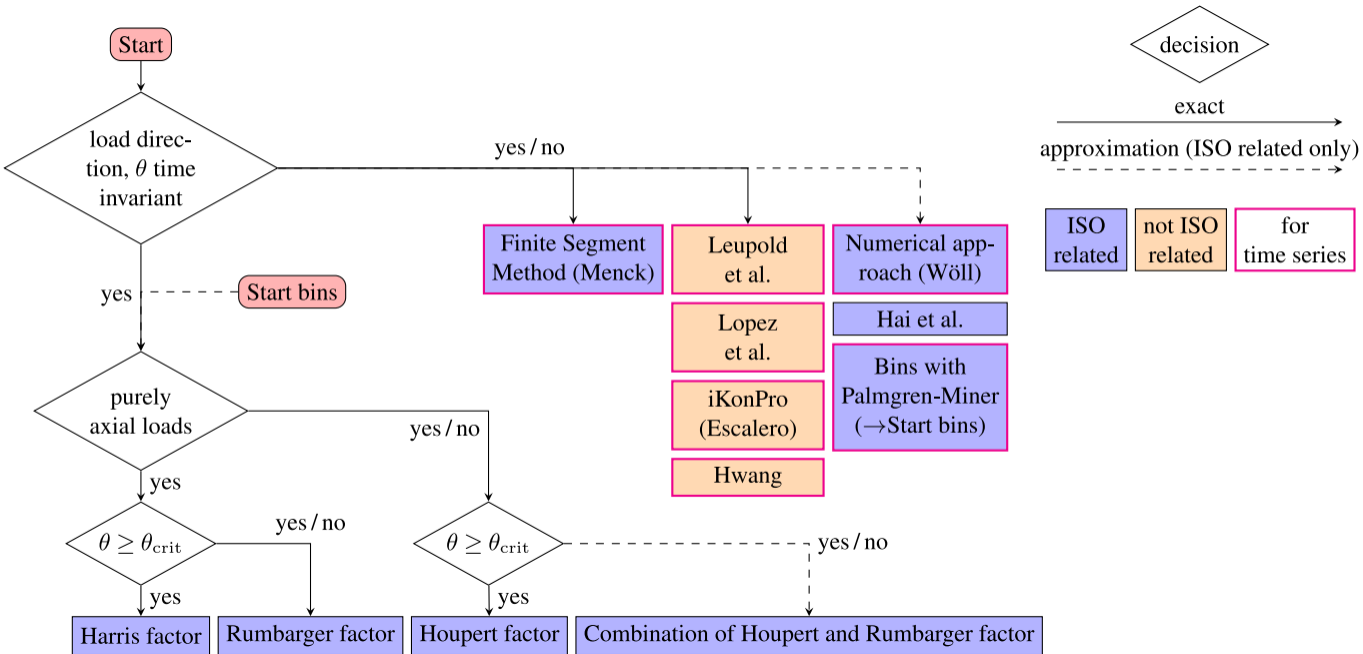 Start
load direc-
tion, θ time
invariant
yes / no
yes
Start bins
Finite Segment
Method (Menck)
Leupold
et al.
Lopez
et al.
iKonPro
(Escalero)
Hwang
Numerical app-
roach (Wöll)
Hai et al.
Bins with
Palmgren-Miner
(→Start bins)
purely
axial loads
yes / no
yes
θ ≥ θcrit
yes / no
yes
θ ≥ θcrit
yes / no
yes
Harris factor
Rumbarger factor
Houpert factor
Combination of Houpert and Rumbarger factor
decision
exact
approximation (ISO related only)
ISO
related
not ISO
related
for
time series